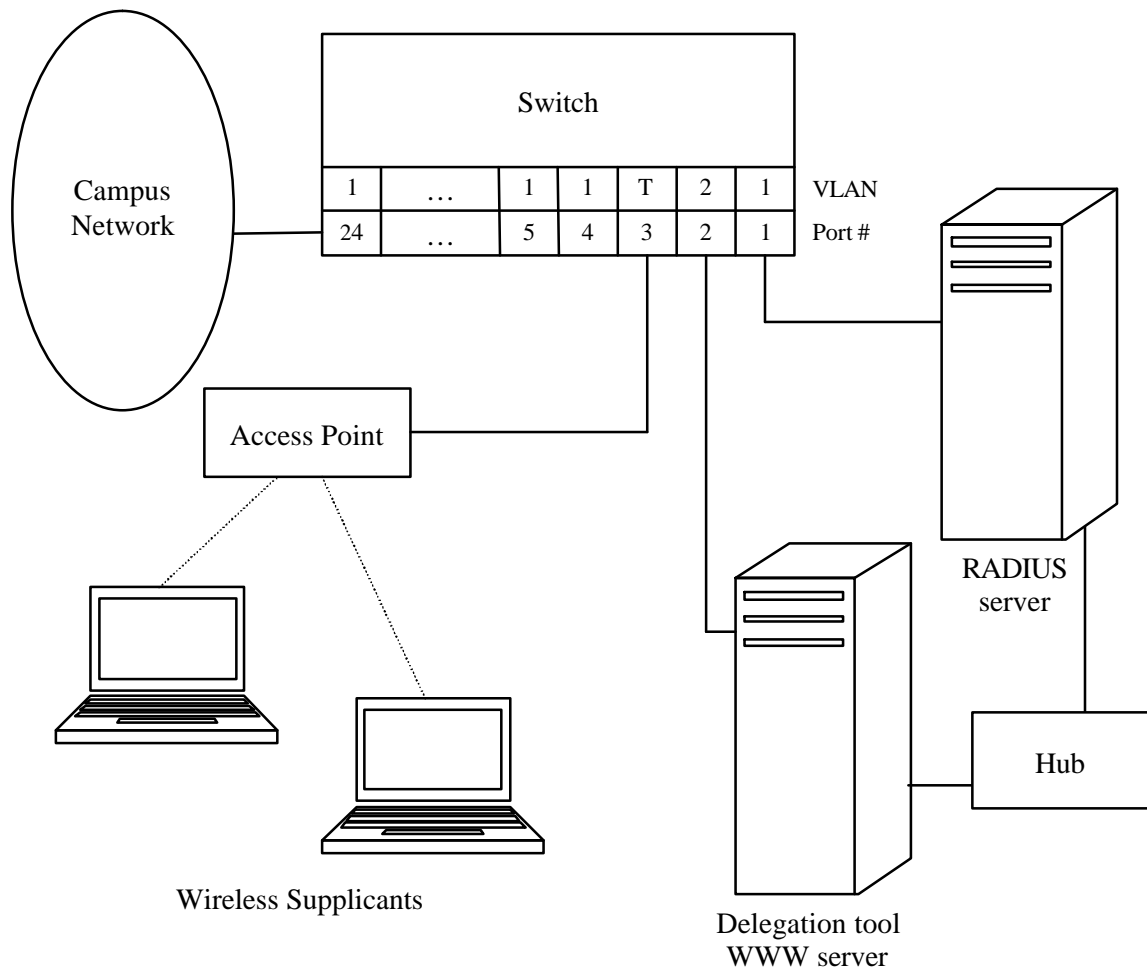 Switch
Campus
Network
1 … 1 1 T 2 1 VLAN
24 … 5 4 3 2 1 Port #
Access Point
RADIUS
server
Hub
Wireless Supplicants
Delegation tool
WWW server